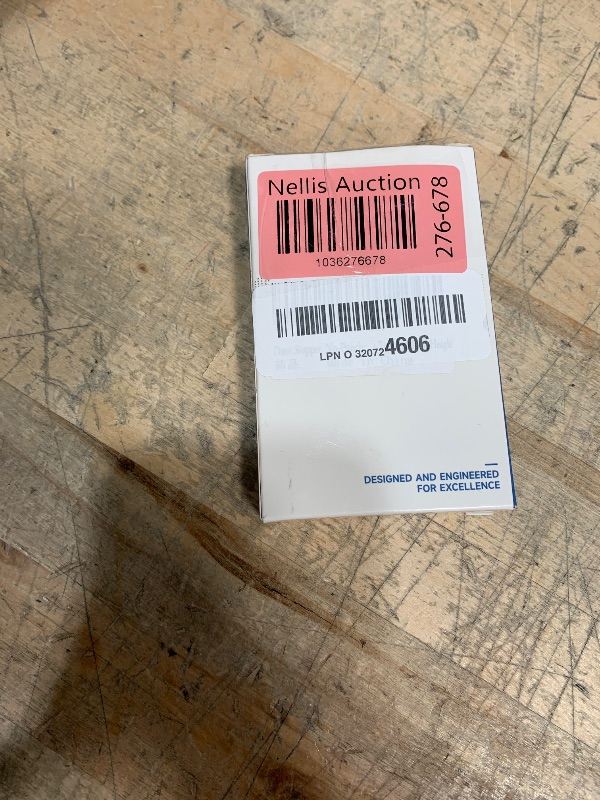 Nellis Auction
276-678
1036276678
LPN O 320724606
DESIGNED AND ENGINEERED
FOR EXCELLENCE